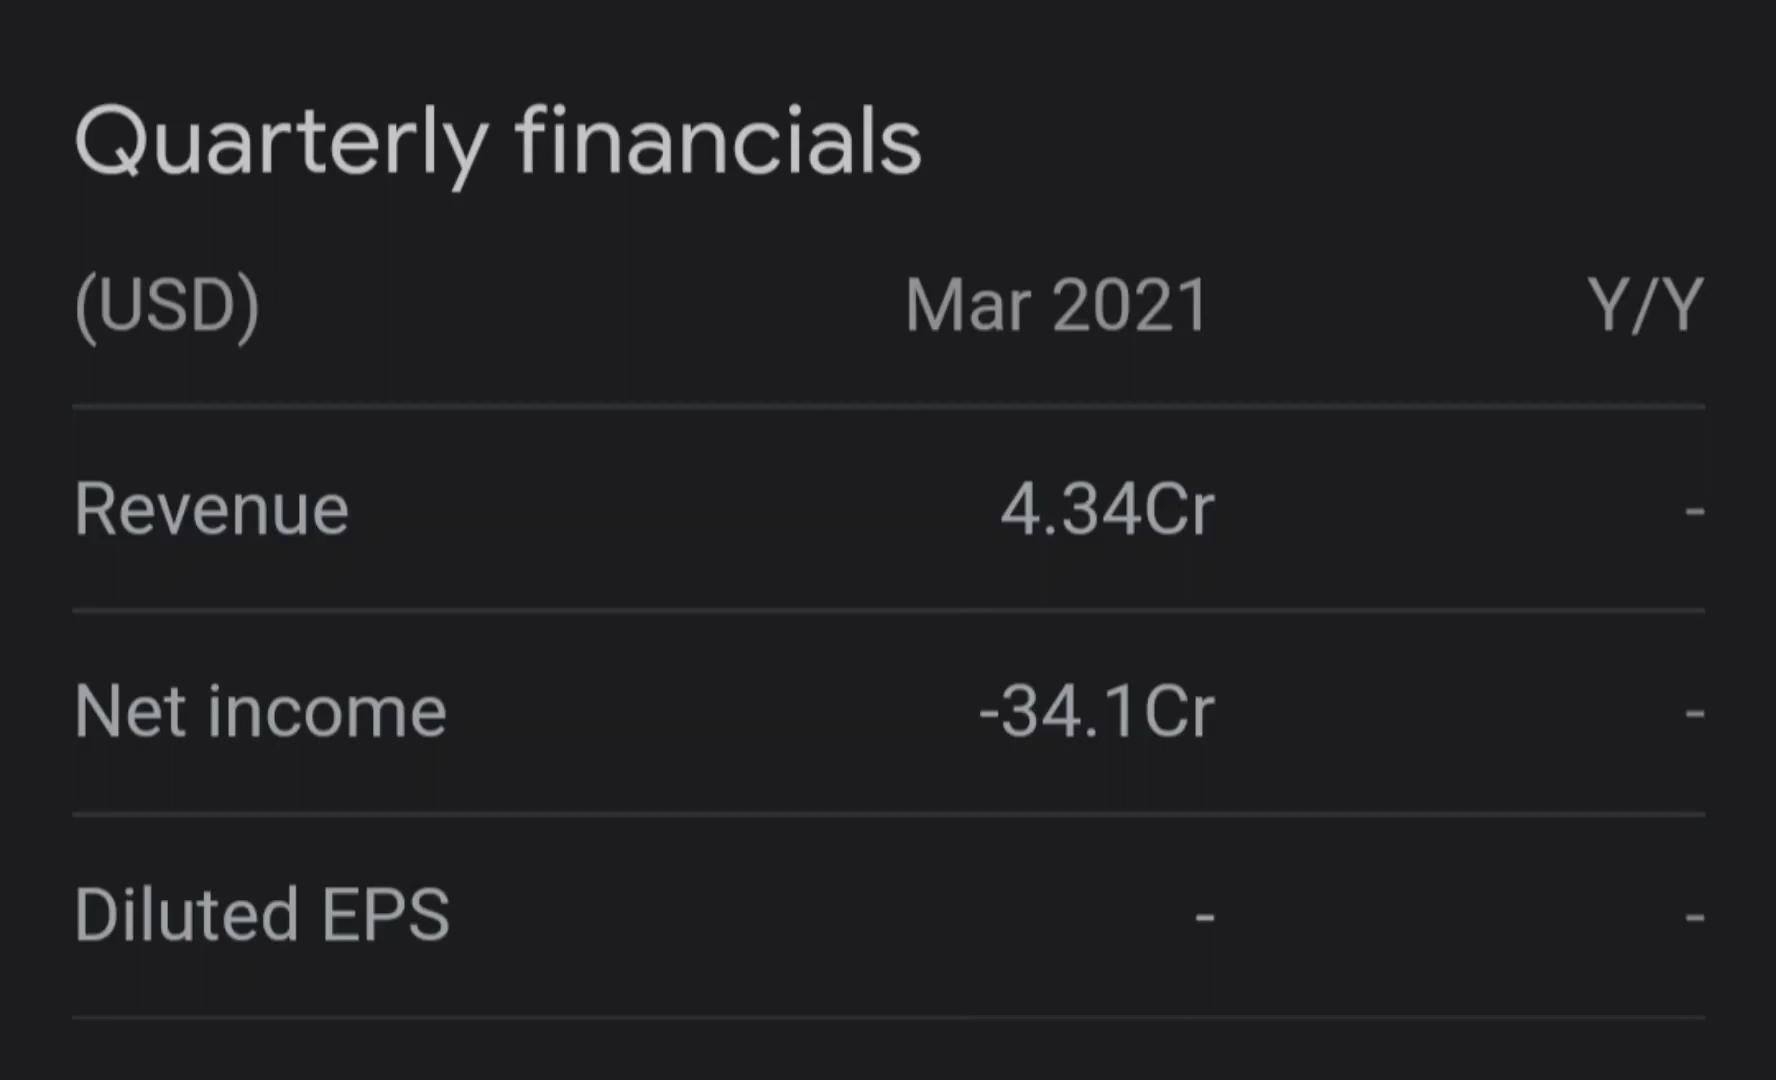 Quarterly financials
(USD) Mar 2021 Y/Y
Revenue 4.34Cr -
Net income -34.1Cr -
Diluted EPS - -